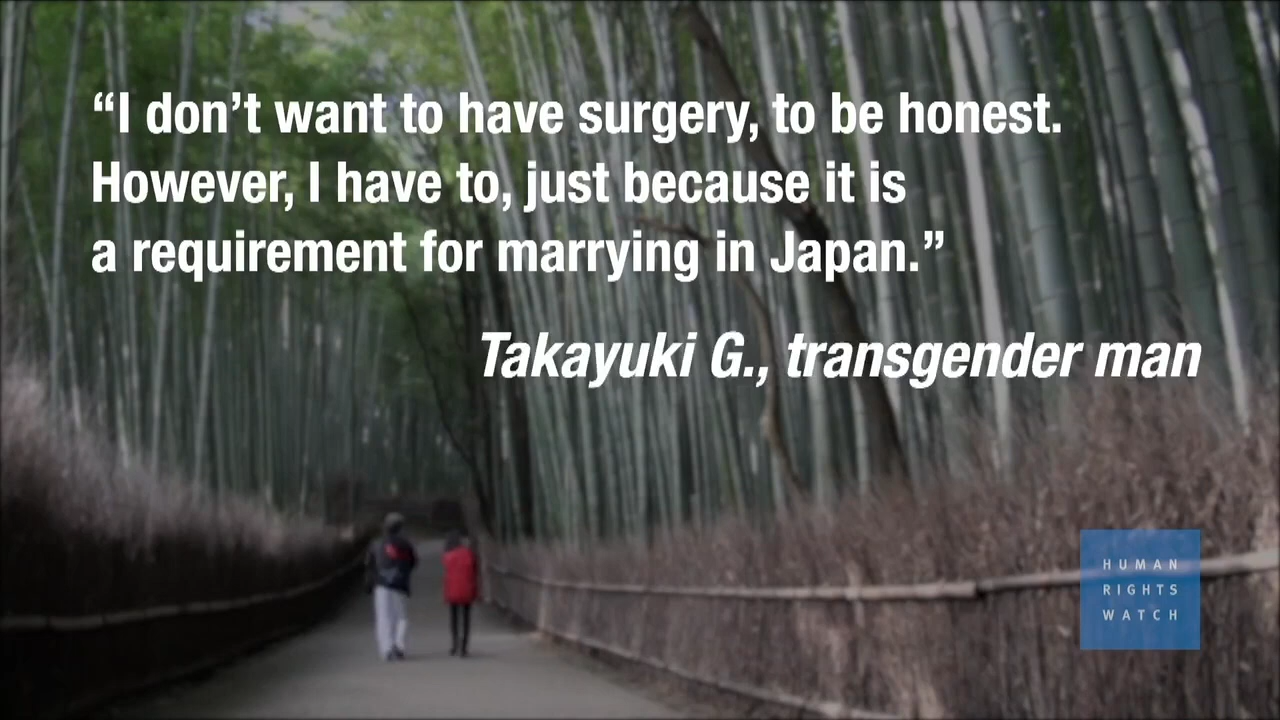 “I don’t want to have surgery, to be honest.
However, I have to, just because it is
a requirement for marrying in Japan.”
Takayuki G., transgender man
HUMAN
RIGHTS
WATCH